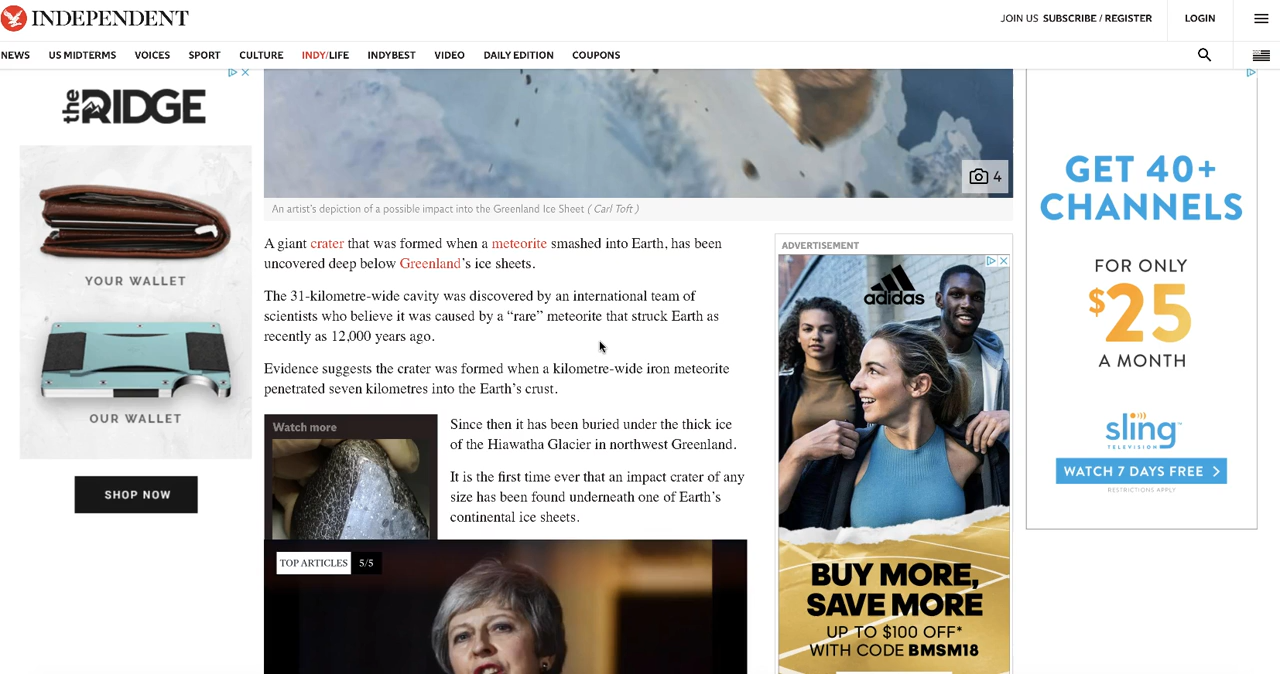 INDEPENDENT
JOIN US SUBSCRIBE / REGISTER
LOGIN
NEWS US MIDTERMS VOICES SPORT CULTURE INDY/LIFE INDYBEST VIDEO DAILY EDITION COUPONS
the RIDGE
YOUR WALLET
OUR WALLET
SHOP NOW
4
An artist's depiction of a possible impact into the Greenland Ice Sheet ( Carl Toft )
A giant crater that was formed when a meteorite smashed into Earth, has been
uncovered deep below Greenland's ice sheets.
The 31-kilometre-wide cavity was discovered by an international team of
scientists who believe it was caused by a “rare” meteorite that struck Earth as
recently as 12,000 years ago.
Evidence suggests the crater was formed when a kilometre-wide iron meteorite
penetrated seven kilometres into the Earth's crust.
Watch more
Since then it has been buried under the thick ice
of the Hiawatha Glacier in northwest Greenland.
It is the first time ever that an impact crater of any
size has been found underneath one of Earth's
continental ice sheets.
TOP ARTICLES 5/5
ADVERTISEMENT
adidas
BUY MORE,
SAVE MORE
UP TO $100 OFF*
WITH CODE BMSM18
GET 40+
CHANNELS
FOR ONLY
$25
A MONTH
sling
TELEVISION
WATCH 7 DAYS FREE >
RESTRICTIONS APPLY